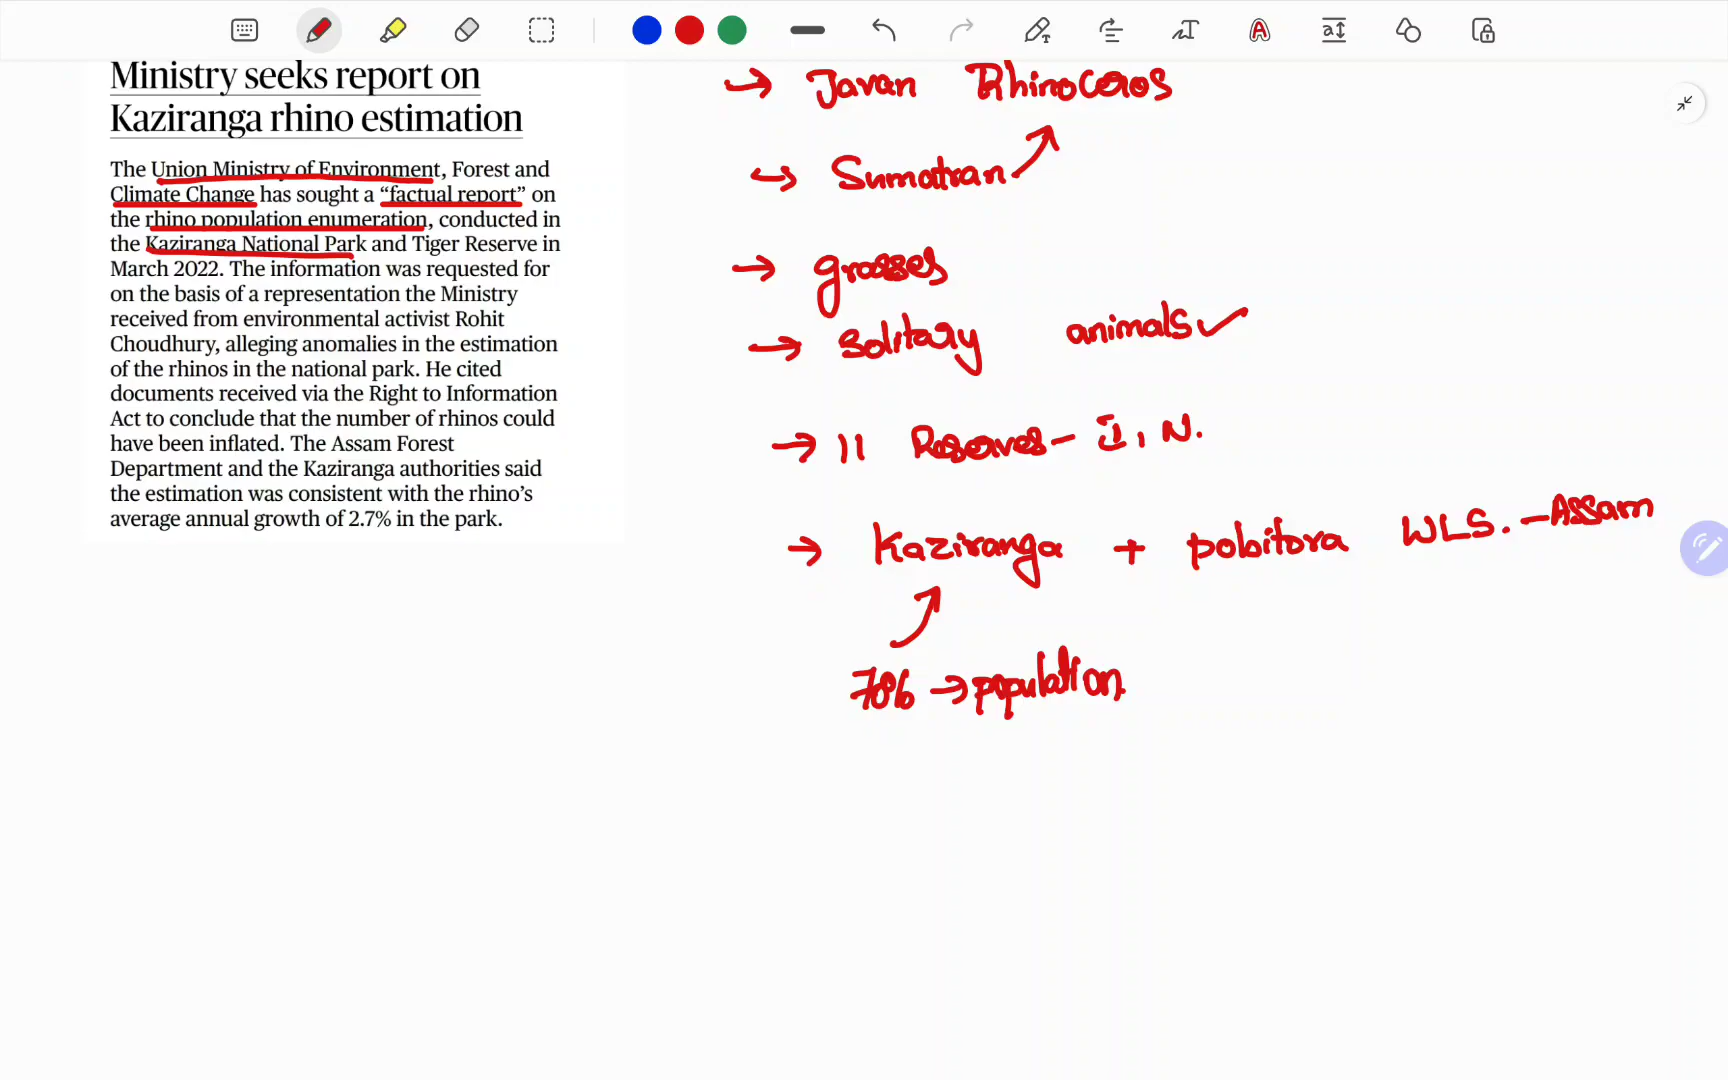 Ministry seeks report on
Kaziranga rhino estimation
The Union Ministry of Environment, Forest and
Climate Change has sought a “factual report” on
the rhino population enumeration, conducted in
the Kaziranga National Park and Tiger Reserve in
March 2022. The information was requested for
on the basis of a representation the Ministry
received from environmental activist Rohit
Choudhury, alleging anomalies in the estimation
of the rhinos in the national park. He cited
documents received via the Right to Information
Act to conclude that the number of rhinos could
have been inflated. The Assam Forest
Department and the Kaziranga authorities said
the estimation was consistent with the rhino’s
average annual growth of 2.7% in the park.
→ Javan Rhinoceros
→ Sumatran
→ grasses
→ Solitary animals ✓
→ 11 Reserves - I, N.
→ Kaziranga + pobitora WLS. - Assam
70% → population.